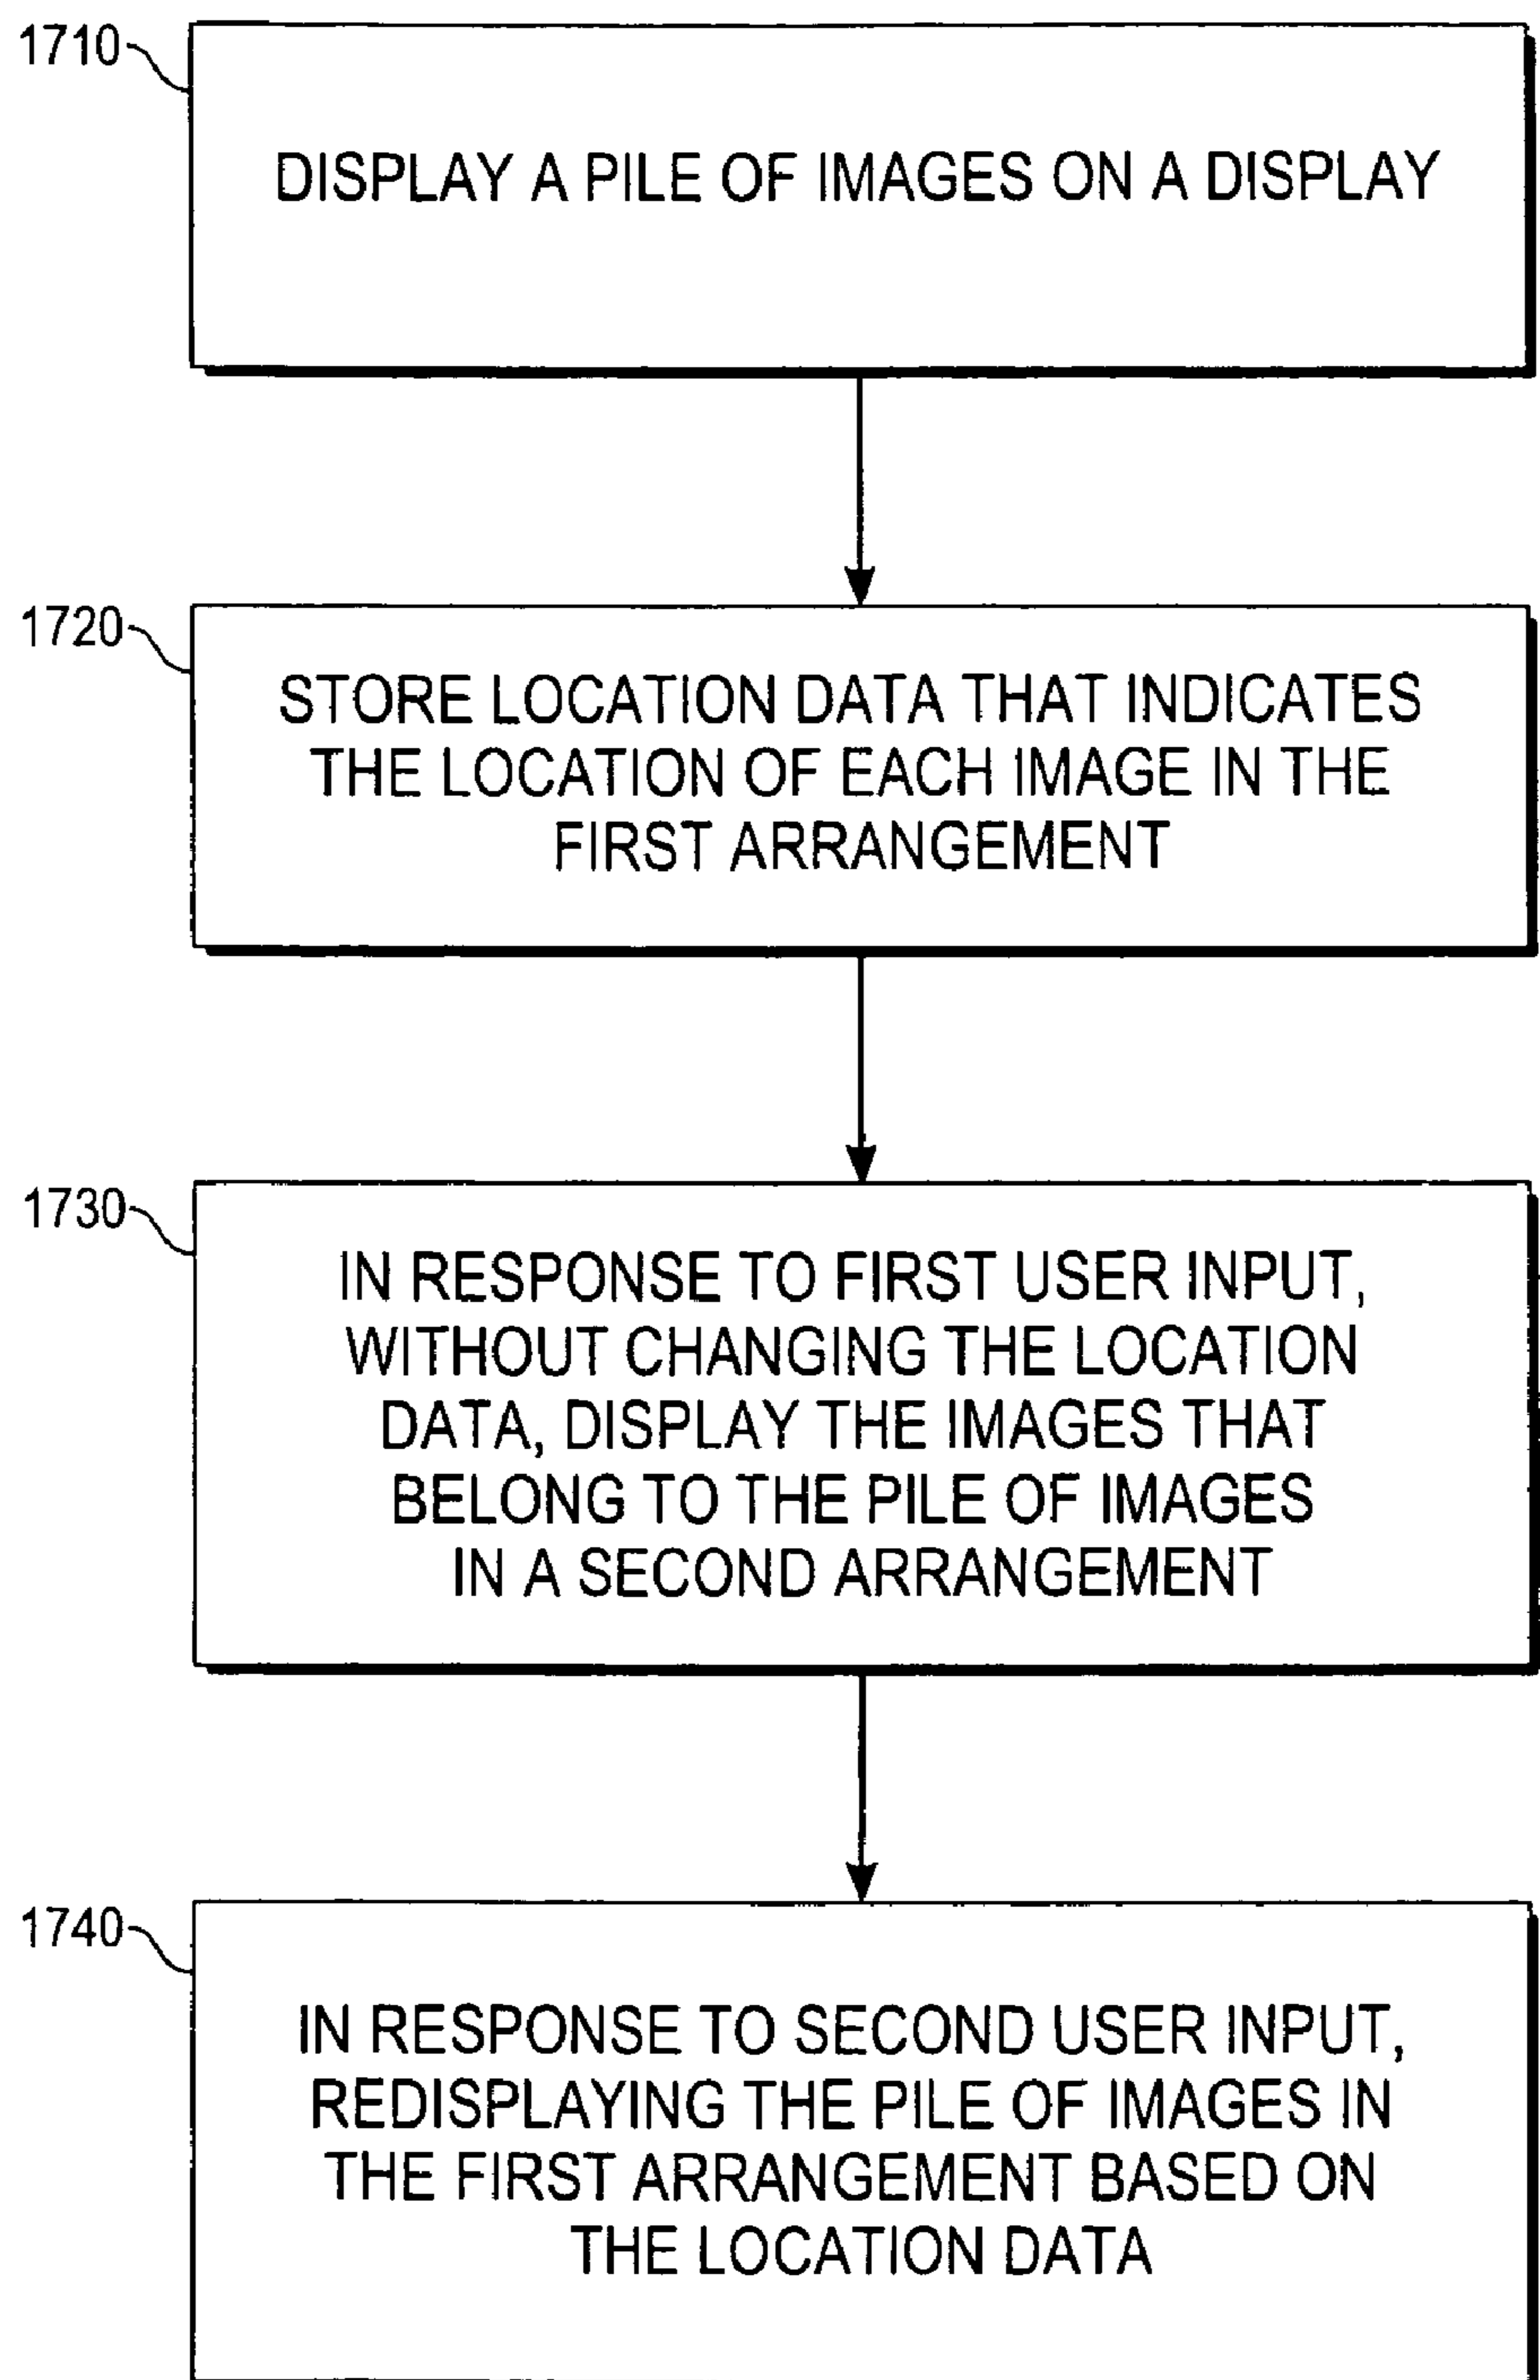 1710
DISPLAY A PILE OF IMAGES ON A DISPLAY
1720
STORE LOCATION DATA THAT INDICATES
THE LOCATION OF EACH IMAGE IN THE
FIRST ARRANGEMENT
1730
IN RESPONSE TO FIRST USER INPUT,
WITHOUT CHANGING THE LOCATION
DATA, DISPLAY THE IMAGES THAT
BELONG TO THE PILE OF IMAGES
IN A SECOND ARRANGEMENT
1740
IN RESPONSE TO SECOND USER INPUT,
REDISPLAYING THE PILE OF IMAGES IN
THE FIRST ARRANGEMENT BASED ON
THE LOCATION DATA